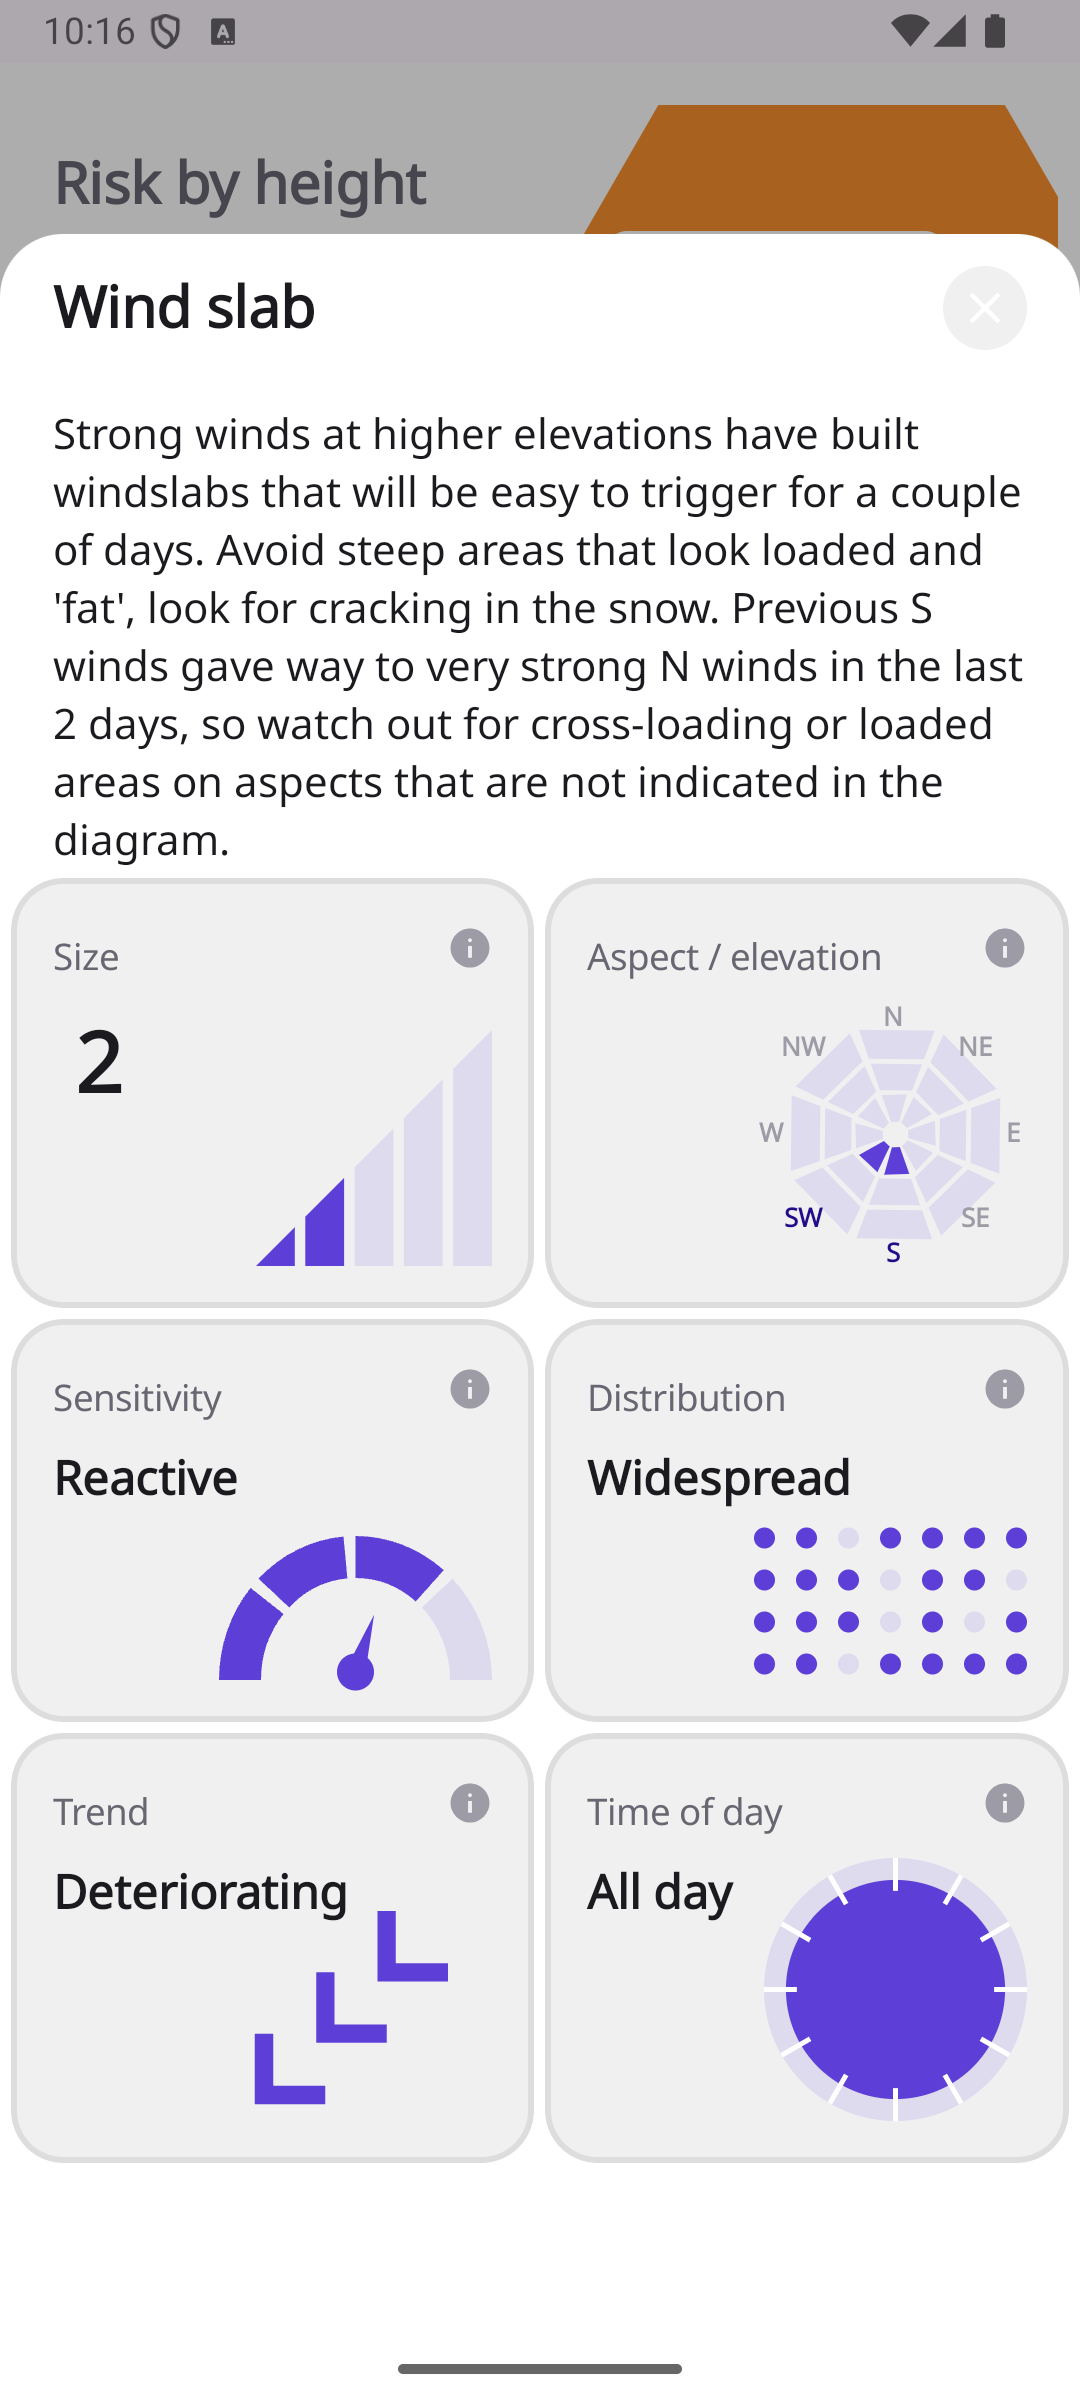 10:16
Risk by height
Wind slab
Strong winds at higher elevations have built
windslabs that will be easy to trigger for a couple
of days. Avoid steep areas that look loaded and
'fat', look for cracking in the snow. Previous S
winds gave way to very strong N winds in the last
2 days, so watch out for cross-loading or loaded
areas on aspects that are not indicated in the
diagram.
Size
2
Aspect / elevation
N
NW
NE
W
E
SW
SE
S
Sensitivity
Reactive
Distribution
Widespread
Trend
Deteriorating
Time of day
All day